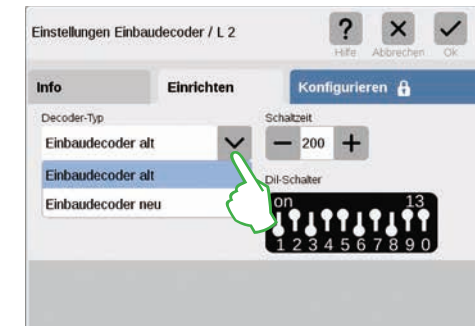 Einstellungen Einbaudecoder / L 2
? Hilfe
Abbrechen
Ok
Info
Einrichten
Konfigurieren
Decoder-Typ
Einbaudecoder alt
Einbaudecoder alt
Einbaudecoder neu
Schaltzeit
200
Dil-Schalter
on 13
1 2 3 4 5 6 7 8 9 0